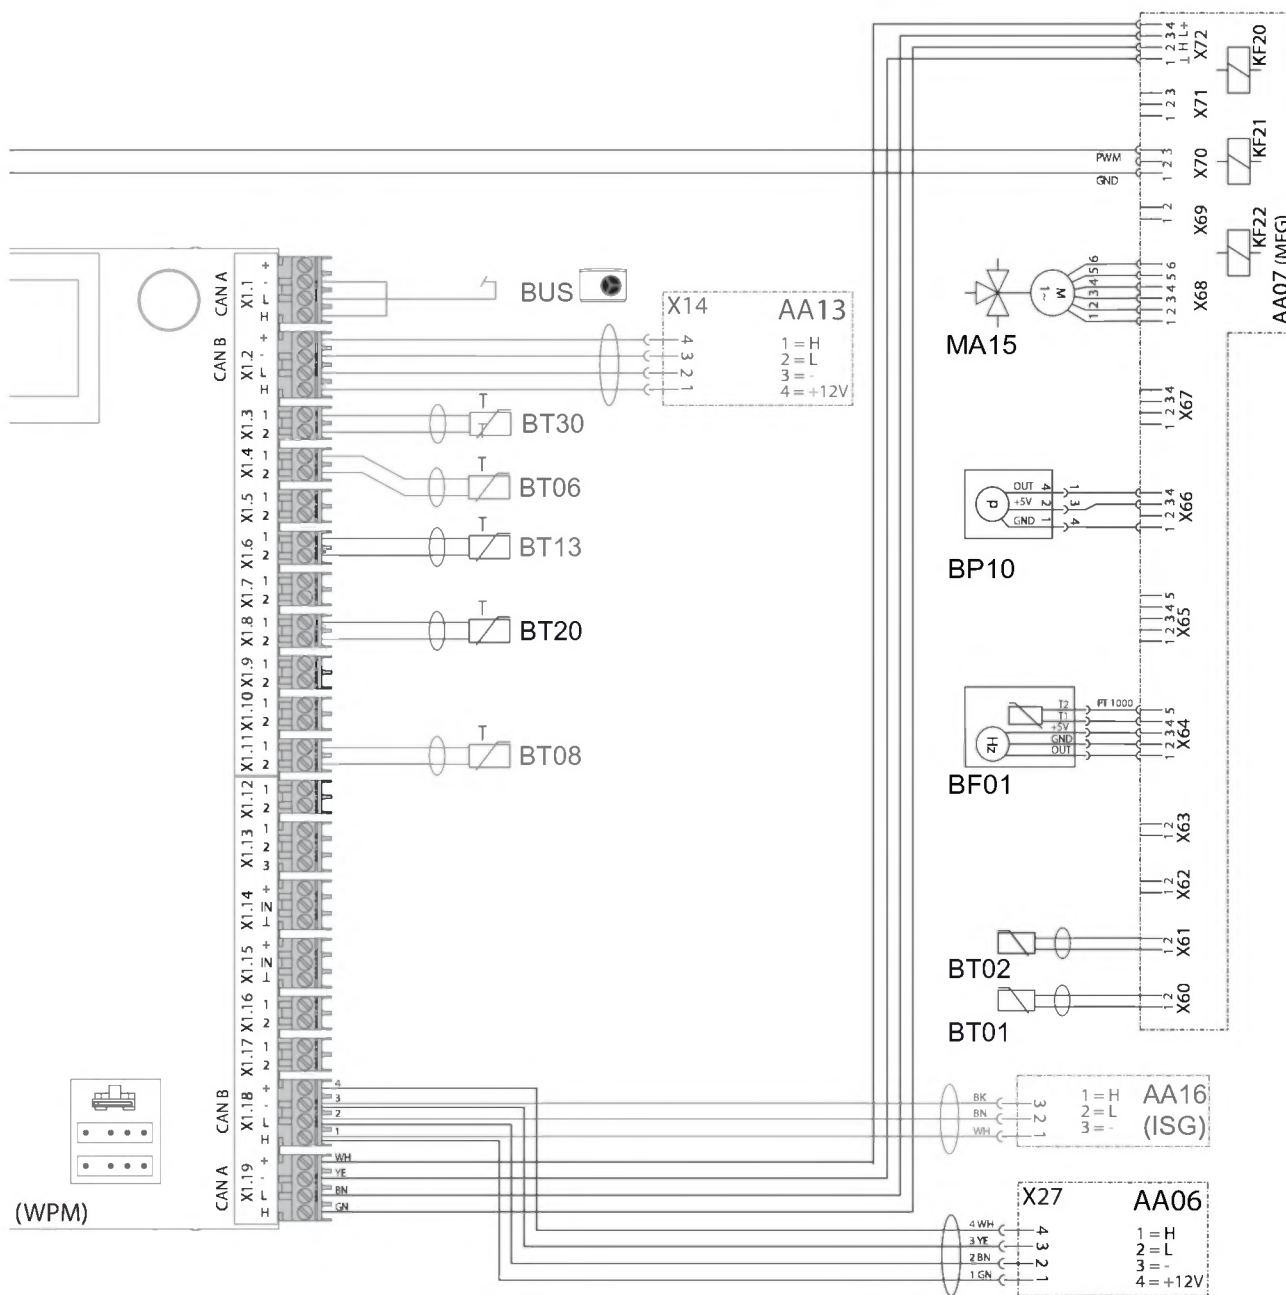 CAN A
X1.1
+
-
L
H
CAN B
X1.2
+
-
L
H
X1.3
1
2
X1.4
1
2
X1.5
1
2
X1.6
1
2
X1.7
1
2
X1.8
1
2
X1.9
1
2
X1.10
1
2
X1.11
1
2
X1.12
1
2
X1.13
1
2
3
X1.14
+
IN
⊥
X1.15
+
IN
⊥
X1.16
1
2
X1.17
1
2
CAN B
X1.18
+
-
L
H
CAN A
X1.19
+
-
L
H
(WPM)
BUS
X14
AA13
4
3
2
1
1 = H
2 = L
3 = -
4 = +12V
T
T
BT30
T
BT06
T
BT13
T
BT20
T
BT08
4
3
2
1
WH
YE
BN
GN
4 L+
3 L
2 H
1 ⊥
X72
KF20
3
2
1
X71
PWM
GND
3
2
1
X70
KF21
2
1
X69
KF22
AA07 (MFG)
M
1~
6
5
4
3
2
1
6
5
4
3
2
1
X68
MA15
4
3
2
1
X67
P
OUT 4 1
+5V 2 3
GND 1 4
4
3
2
1
X66
BP10
5
4
3
2
1
X65
Hz
T2
T1
+5V
GND
OUT
PT 1000
5
4
3
2
1
X64
BF01
2
1
X63
2
1
X62
2
1
X61
BT02
2
1
X60
BT01
BK
BN
WH
3
2
1
1 = H
2 = L
3 = -
AA16
(ISG)
X27
AA06
4 WH
3 YE
2 BN
1 GN
4
3
2
1
1 = H
2 = L
3 = -
4 = +12V